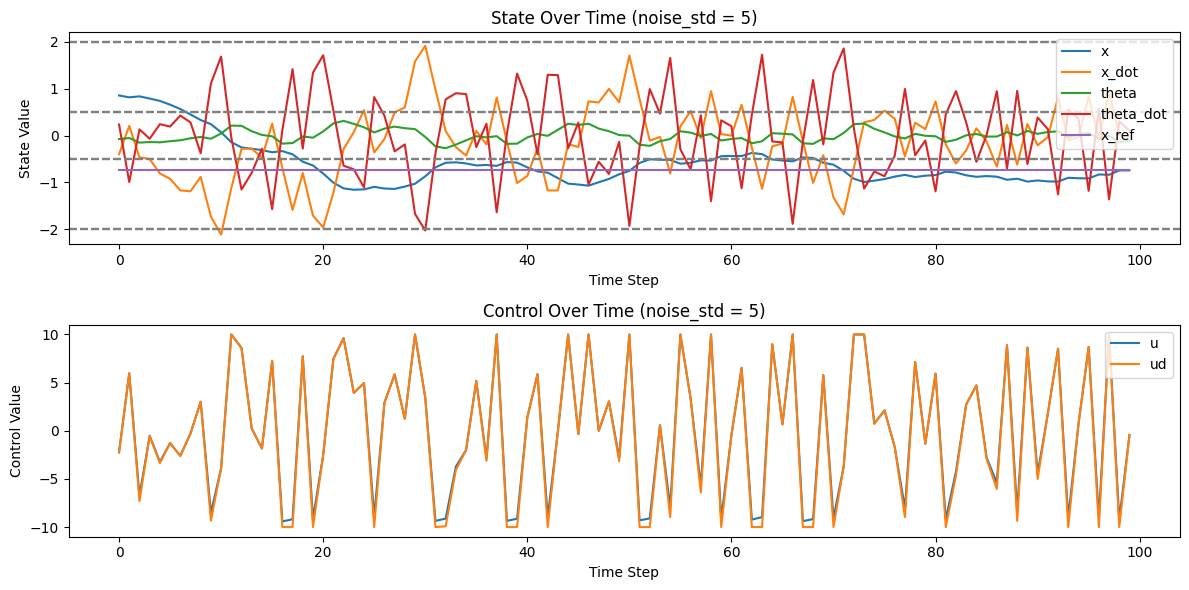 State Over Time (noise_std = 5)
State Value
2
1
0
−1
−2
x
x_dot
theta
theta_dot
x_ref
0
20
40
60
80
100
Time Step
Control Over Time (noise_std = 5)
Control Value
10
5
0
−5
−10
u
ud
0
20
40
60
80
100
Time Step